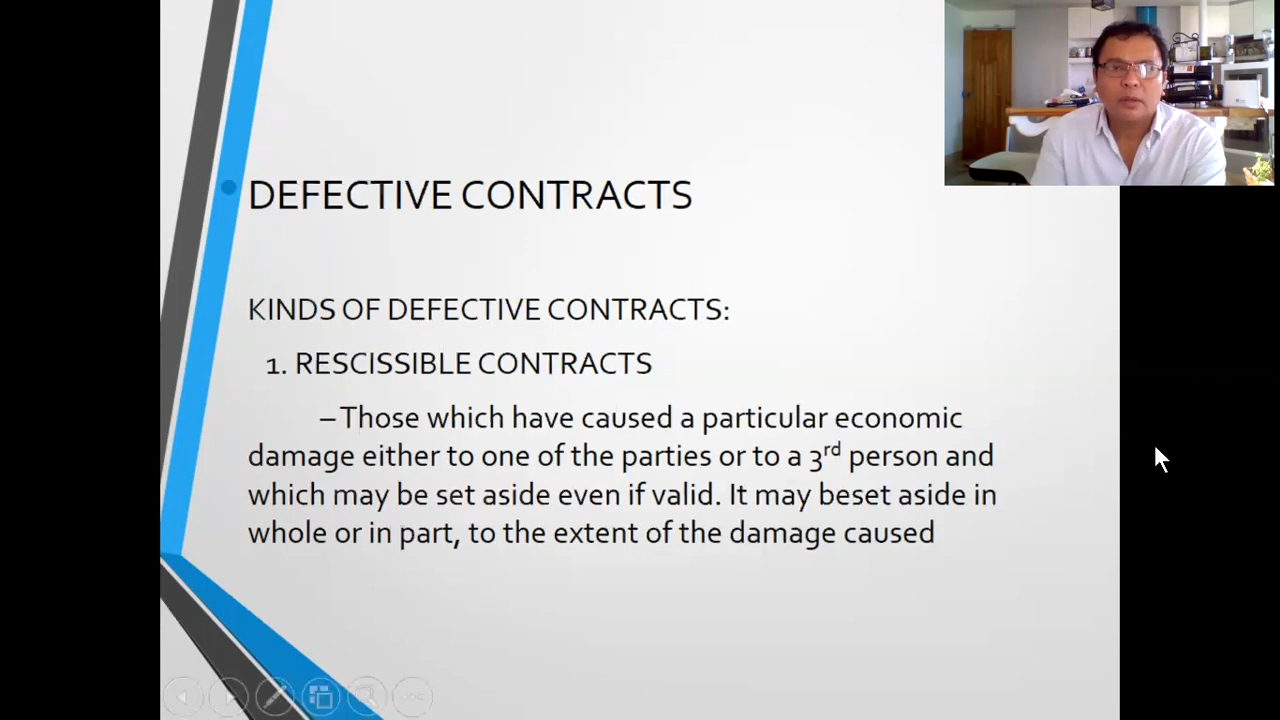 DEFECTIVE CONTRACTS
KINDS OF DEFECTIVE CONTRACTS:
1. RESCISSIBLE CONTRACTS
–Those which have caused a particular economic
damage either to one of the parties or to a 3rd person and
which may be set aside even if valid. It may beset aside in
whole or in part, to the extent of the damage caused